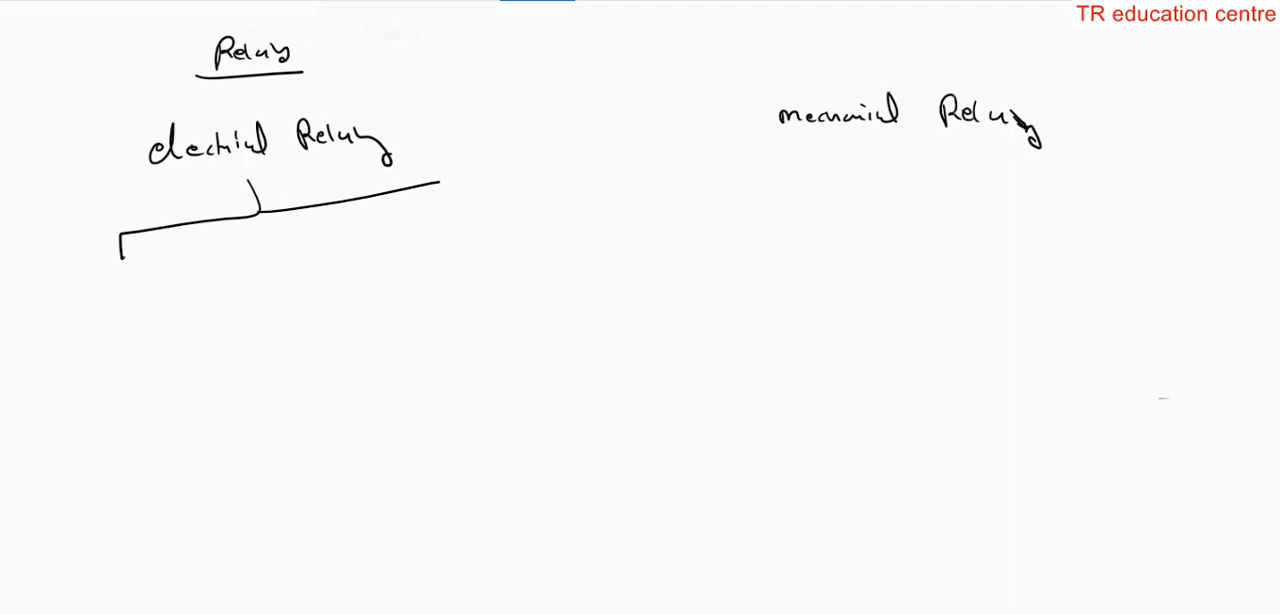 TR education centre
Relay
electrical Relay
mechanical Relay